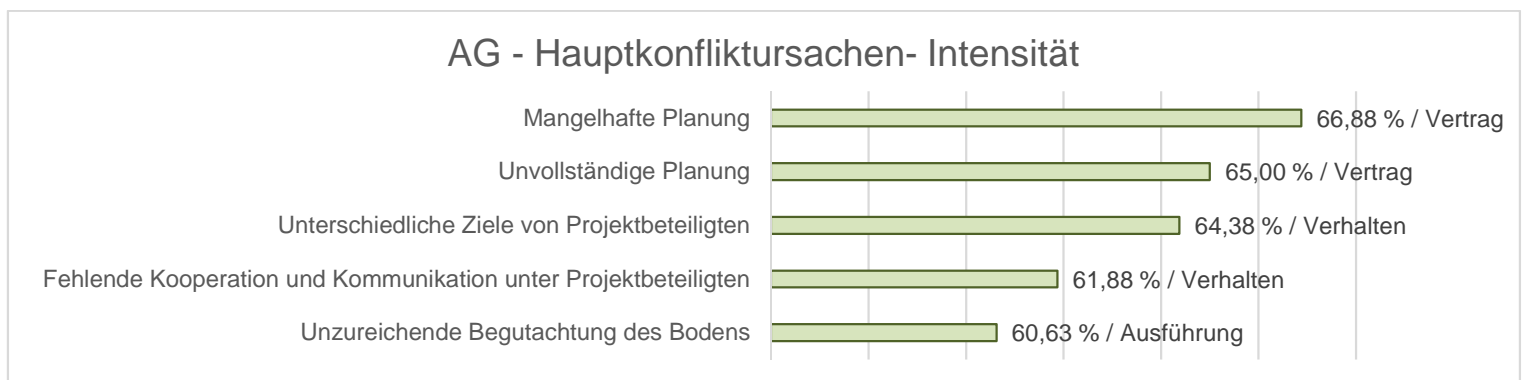 AG - Hauptkonfliktursachen- Intensität
Mangelhafte Planung 66,88 % / Vertrag
Unvollständige Planung 65,00 % / Vertrag
Unterschiedliche Ziele von Projektbeteiligten 64,38 % / Verhalten
Fehlende Kooperation und Kommunikation unter Projektbeteiligten 61,88 % / Verhalten
Unzureichende Begutachtung des Bodens 60,63 % / Ausführung